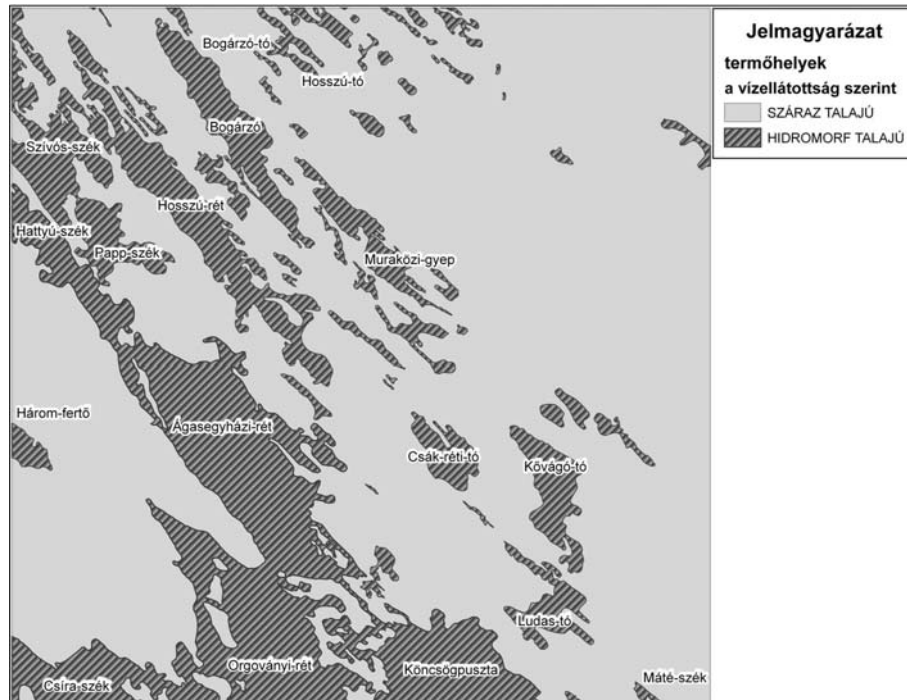 Jelmagyarázat
termőhelyek
a vízellátottság szerint
SZÁRAZ TALAJÚ
HIDROMORF TALAJÚ
Bogárzó-tó
Hosszú-tó
Bogárzó
Szívós-szék
Hosszú-rét
Hattyú-szék
Papp-szék
Muraközi-gyep
Három-fertő
Ágasegyházi-rét
Csák-réti-tó
Kővágó-tó
Ludas-tó
Orgoványi-rét
Köncsögpuszta
Máté-szék
Csíra-szék